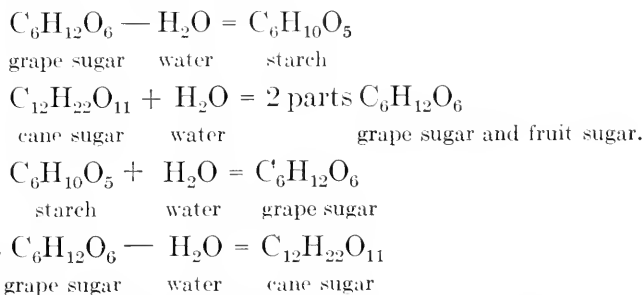 C₆H₁₂O₆ — H₂O = C₆H₁₀O₅
grape sugar water starch
C₁₂H₂₂O₁₁ + H₂O = 2 parts C₆H₁₂O₆
cane sugar water grape sugar and fruit sugar.
C₆H₁₀O₅ + H₂O = C₆H₁₂O₆
starch water grape sugar
C₆H₁₂O₆ — H₂O = C₁₂H₂₂O₁₁
grape sugar water cane sugar